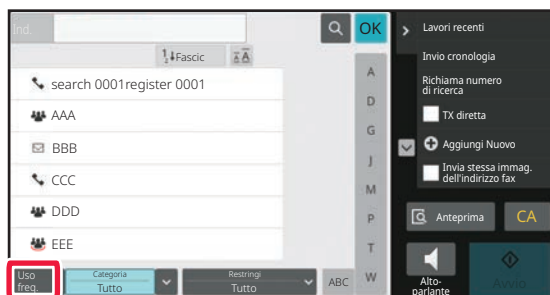 Ind.
OK
1↓Fascic
search 0001register 0001
AAA
BBB
CCC
DDD
EEE
A
D
G
J
M
P
T
W
Uso
freq.
Categoria
Tutto
Restringi
Tutto
ABC
Lavori recenti
Invio cronologia
Richiama numero
di ricerca
TX diretta
Aggiungi Nuovo
Invia stessa immag.
dell'indirizzo fax
Anteprima
CA
Alto-
parlante
Avvio